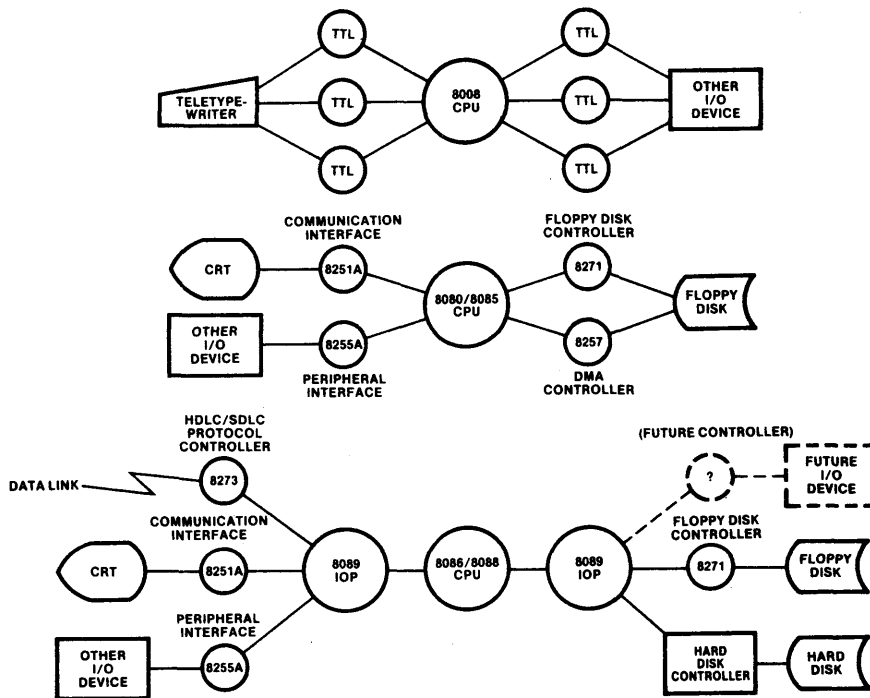 TTL
TTL
TELETYPE-
WRITER
TTL
8008
CPU
TTL
OTHER
I/O
DEVICE
TTL
TTL
COMMUNICATION
INTERFACE
FLOPPY DISK
CONTROLLER
CRT
8251A
8271
8080/8085
CPU
FLOPPY
DISK
OTHER
I/O
DEVICE
8255A
8257
PERIPHERAL
INTERFACE
DMA
CONTROLLER
HDLC/SDLC
PROTOCOL
CONTROLLER
(FUTURE CONTROLLER)
DATA LINK
8273
?
FUTURE
I/O
DEVICE
COMMUNICATION
INTERFACE
FLOPPY DISK
CONTROLLER
CRT
8251A
8089
IOP
8086/8088
CPU
8089
IOP
8271
FLOPPY
DISK
PERIPHERAL
INTERFACE
OTHER
I/O
DEVICE
8255A
HARD
DISK
CONTROLLER
HARD
DISK